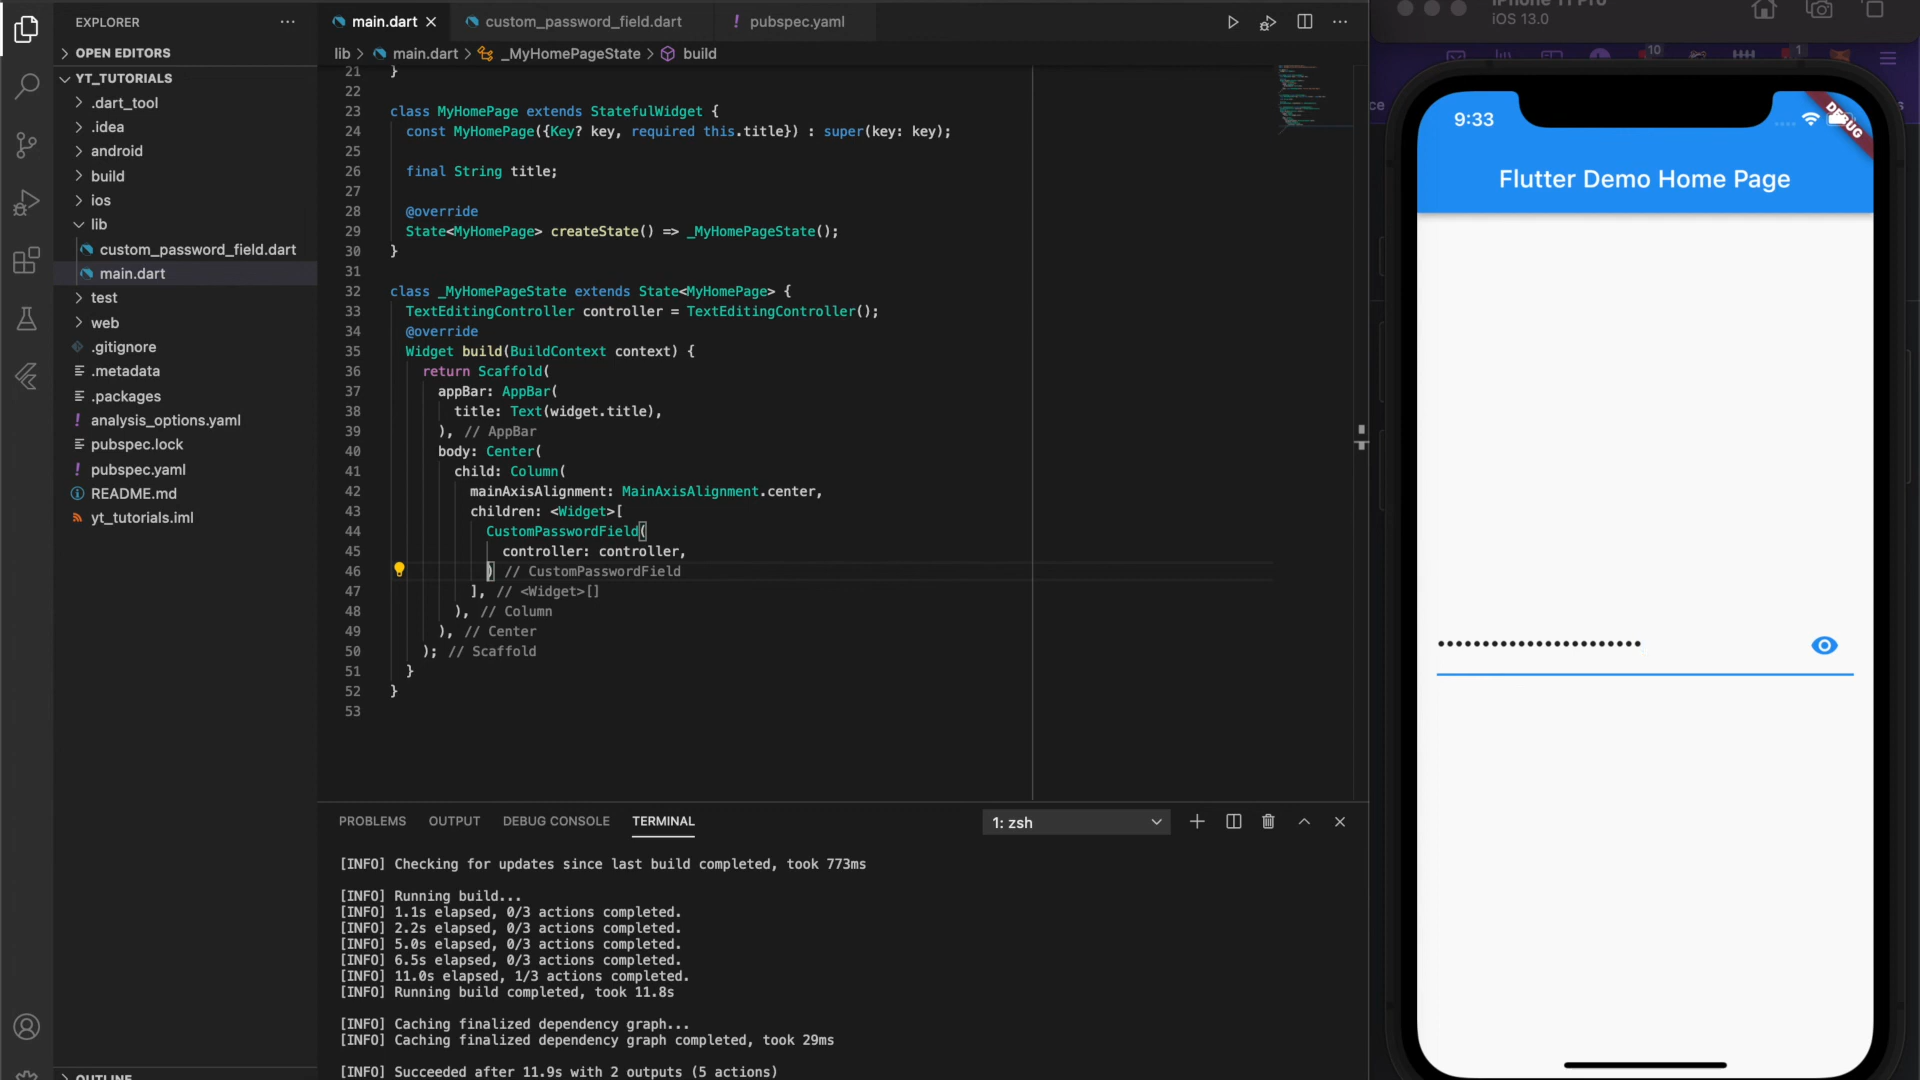 EXPLORER
OPEN EDITORS
YT_TUTORIALS
.dart_tool
.idea
android
build
ios
lib
custom_password_field.dart
main.dart
test
web
.gitignore
.metadata
.packages
analysis_options.yaml
pubspec.lock
pubspec.yaml
README.md
yt_tutorials.iml
OUTLINE
main.dart
custom_password_field.dart
pubspec.yaml
lib > main.dart > _MyHomePageState > build
21 }
22
23 class MyHomePage extends StatefulWidget {
24 const MyHomePage({Key? key, required this.title}) : super(key: key);
25
26 final String title;
27
28 @override
29 State<MyHomePage> createState() => _MyHomePageState();
30 }
31
32 class _MyHomePageState extends State<MyHomePage> {
33 TextEditingController controller = TextEditingController();
34 @override
35 Widget build(BuildContext context) {
36 return Scaffold(
37 appBar: AppBar(
38 title: Text(widget.title),
39 ), // AppBar
40 body: Center(
41 child: Column(
42 mainAxisAlignment: MainAxisAlignment.center,
43 children: <Widget>[
44 CustomPasswordField(
45 controller: controller,
46 ) // CustomPasswordField
47 ], // <Widget>[]
48 ), // Column
49 ), // Center
50 ); // Scaffold
51 }
52 }
53
PROBLEMS OUTPUT DEBUG CONSOLE TERMINAL
1: zsh
[INFO] Checking for updates since last build completed, took 773ms
[INFO] Running build...
[INFO] 1.1s elapsed, 0/3 actions completed.
[INFO] 2.2s elapsed, 0/3 actions completed.
[INFO] 5.0s elapsed, 0/3 actions completed.
[INFO] 6.5s elapsed, 0/3 actions completed.
[INFO] 11.0s elapsed, 1/3 actions completed.
[INFO] Running build completed, took 11.8s
[INFO] Caching finalized dependency graph...
[INFO] Caching finalized dependency graph completed, took 29ms
[INFO] Succeeded after 11.9s with 2 outputs (5 actions)
iPhone 11 Pro
iOS 13.0
10
1
ce
s
9:33
DEBUG
Flutter Demo Home Page
•••••••••••••••••••••••